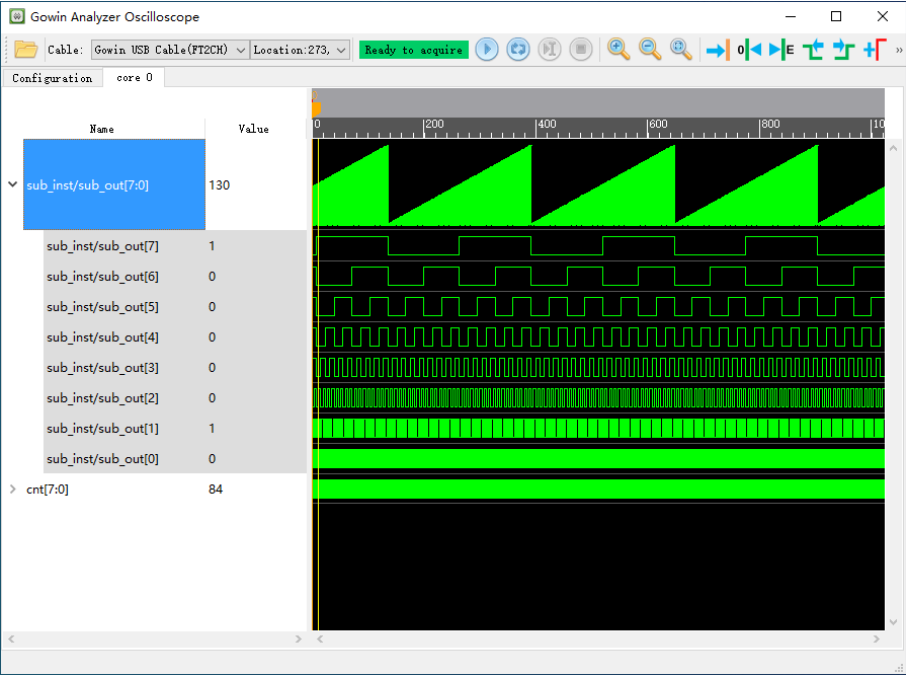 Gowin Analyzer Oscilloscope
Cable: Gowin USB Cable(FT2CH) Location:273, Ready to acquire 0 E »
Configuration core 0
Name Value
0 200 400 600 800 10
sub_inst/sub_out[7:0] 130
sub_inst/sub_out[7] 1
sub_inst/sub_out[6] 0
sub_inst/sub_out[5] 0
sub_inst/sub_out[4] 0
sub_inst/sub_out[3] 0
sub_inst/sub_out[2] 0
sub_inst/sub_out[1] 1
sub_inst/sub_out[0] 0
cnt[7:0] 84